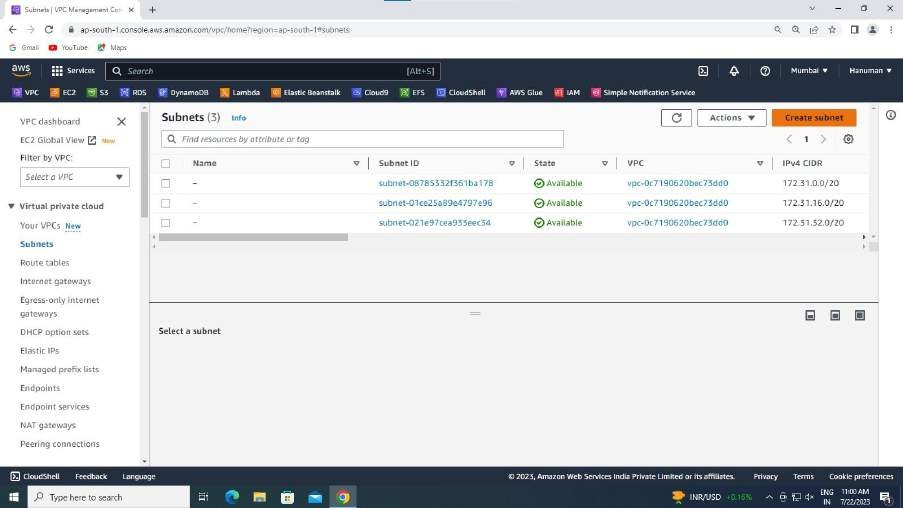 Subnets | VPC Management Con
ap-south-1.console.aws.amazon.com/vpc/home?region=ap-south-1#subnets:
Gmail YouTube Maps
aws Services Search [Alt+S] Mumbai Hanuman
VPC EC2 S3 RDS DynamoDB Lambda Elastic Beanstalk Cloud9 EFS CloudShell AWS Glue IAM Simple Notification Service
VPC dashboard
EC2 Global View New
Filter by VPC:
Select a VPC
Virtual private cloud
Your VPCs New
Subnets
Route tables
Internet gateways
Egress-only internet
gateways
DHCP option sets
Elastic IPs
Managed prefix lists
Endpoints
Endpoint services
NAT gateways
Peering connections
Subnets (3) Info
Actions Create subnet
Find resources by attribute or tag
1
Name Subnet ID State VPC IPv4 CIDR
– subnet-08785332f361ba178 Available vpc-0c7190620bec73dd0 172.31.0.0/20
– subnet-01ce25a89e4797e96 Available vpc-0c7190620bec73dd0 172.31.16.0/20
– subnet-021e97cea933eec34 Available vpc-0c7190620bec73dd0 172.31.32.0/20
Select a subnet
CloudShell Feedback Language © 2023, Amazon Web Services India Private Limited or its affiliates. Privacy Terms Cookie preferences
Type here to search
INR/USD +0.16%
ENG
IN
11:00 AM
7/22/2023